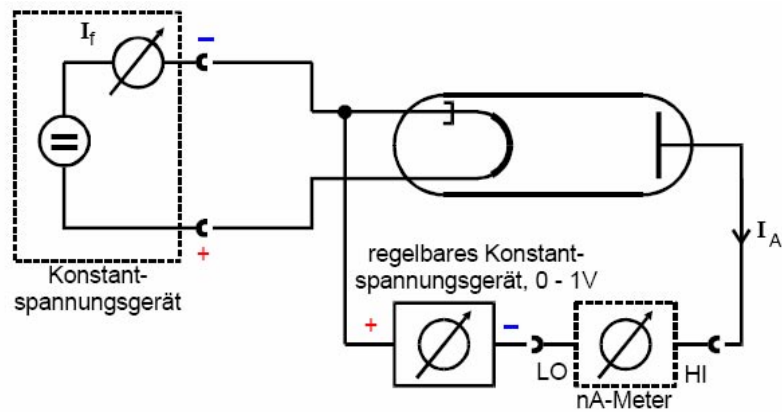 I_f
−
+
Konstant-
spannungsgerät
I_A
regelbares Konstant-
spannungsgerät, 0 - 1V
+
−
LO
HI
nA-Meter